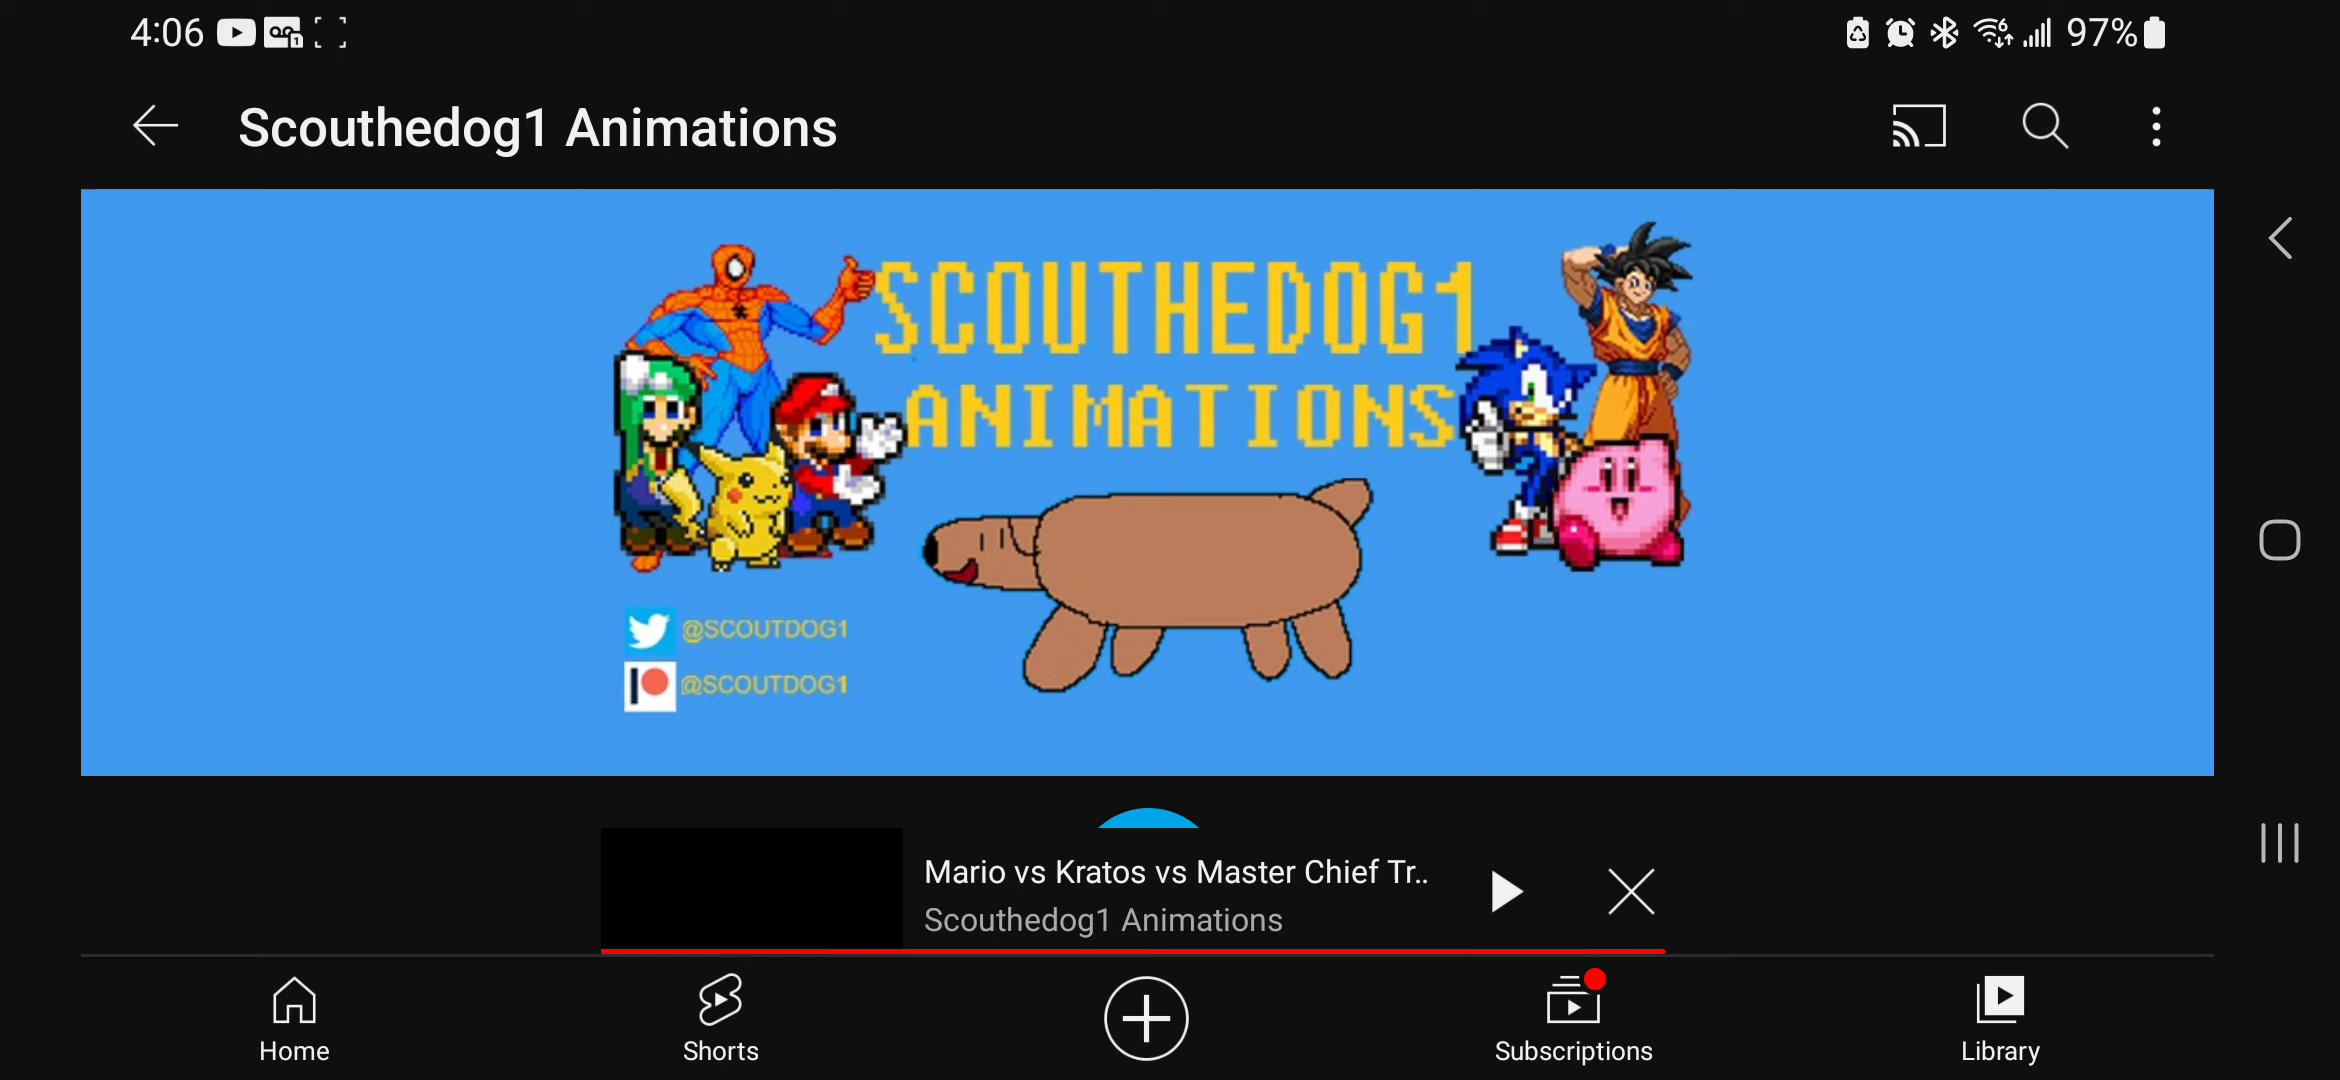 4:06
97%
Scouthedog1 Animations
SCOUTHEDOG1
ANIMATIONS
@SCOUTDOG1
@SCOUTDOG1
Mario vs Kratos vs Master Chief Tr..
Scouthedog1 Animations
Home
Shorts
Subscriptions
Library